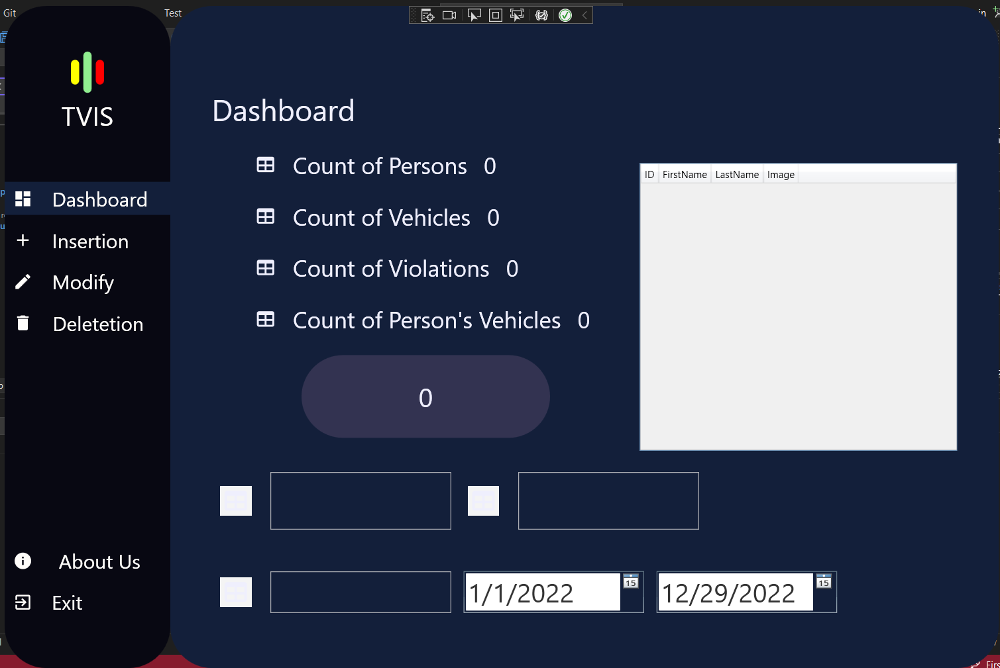 Git
Test
TVIS
Dashboard
Insertion
Modify
Deletetion
About Us
Exit
Dashboard
Count of Persons 0
Count of Vehicles 0
Count of Violations 0
Count of Person's Vehicles 0
0
ID FirstName LastName Image
1/1/2022 15
12/29/2022 15